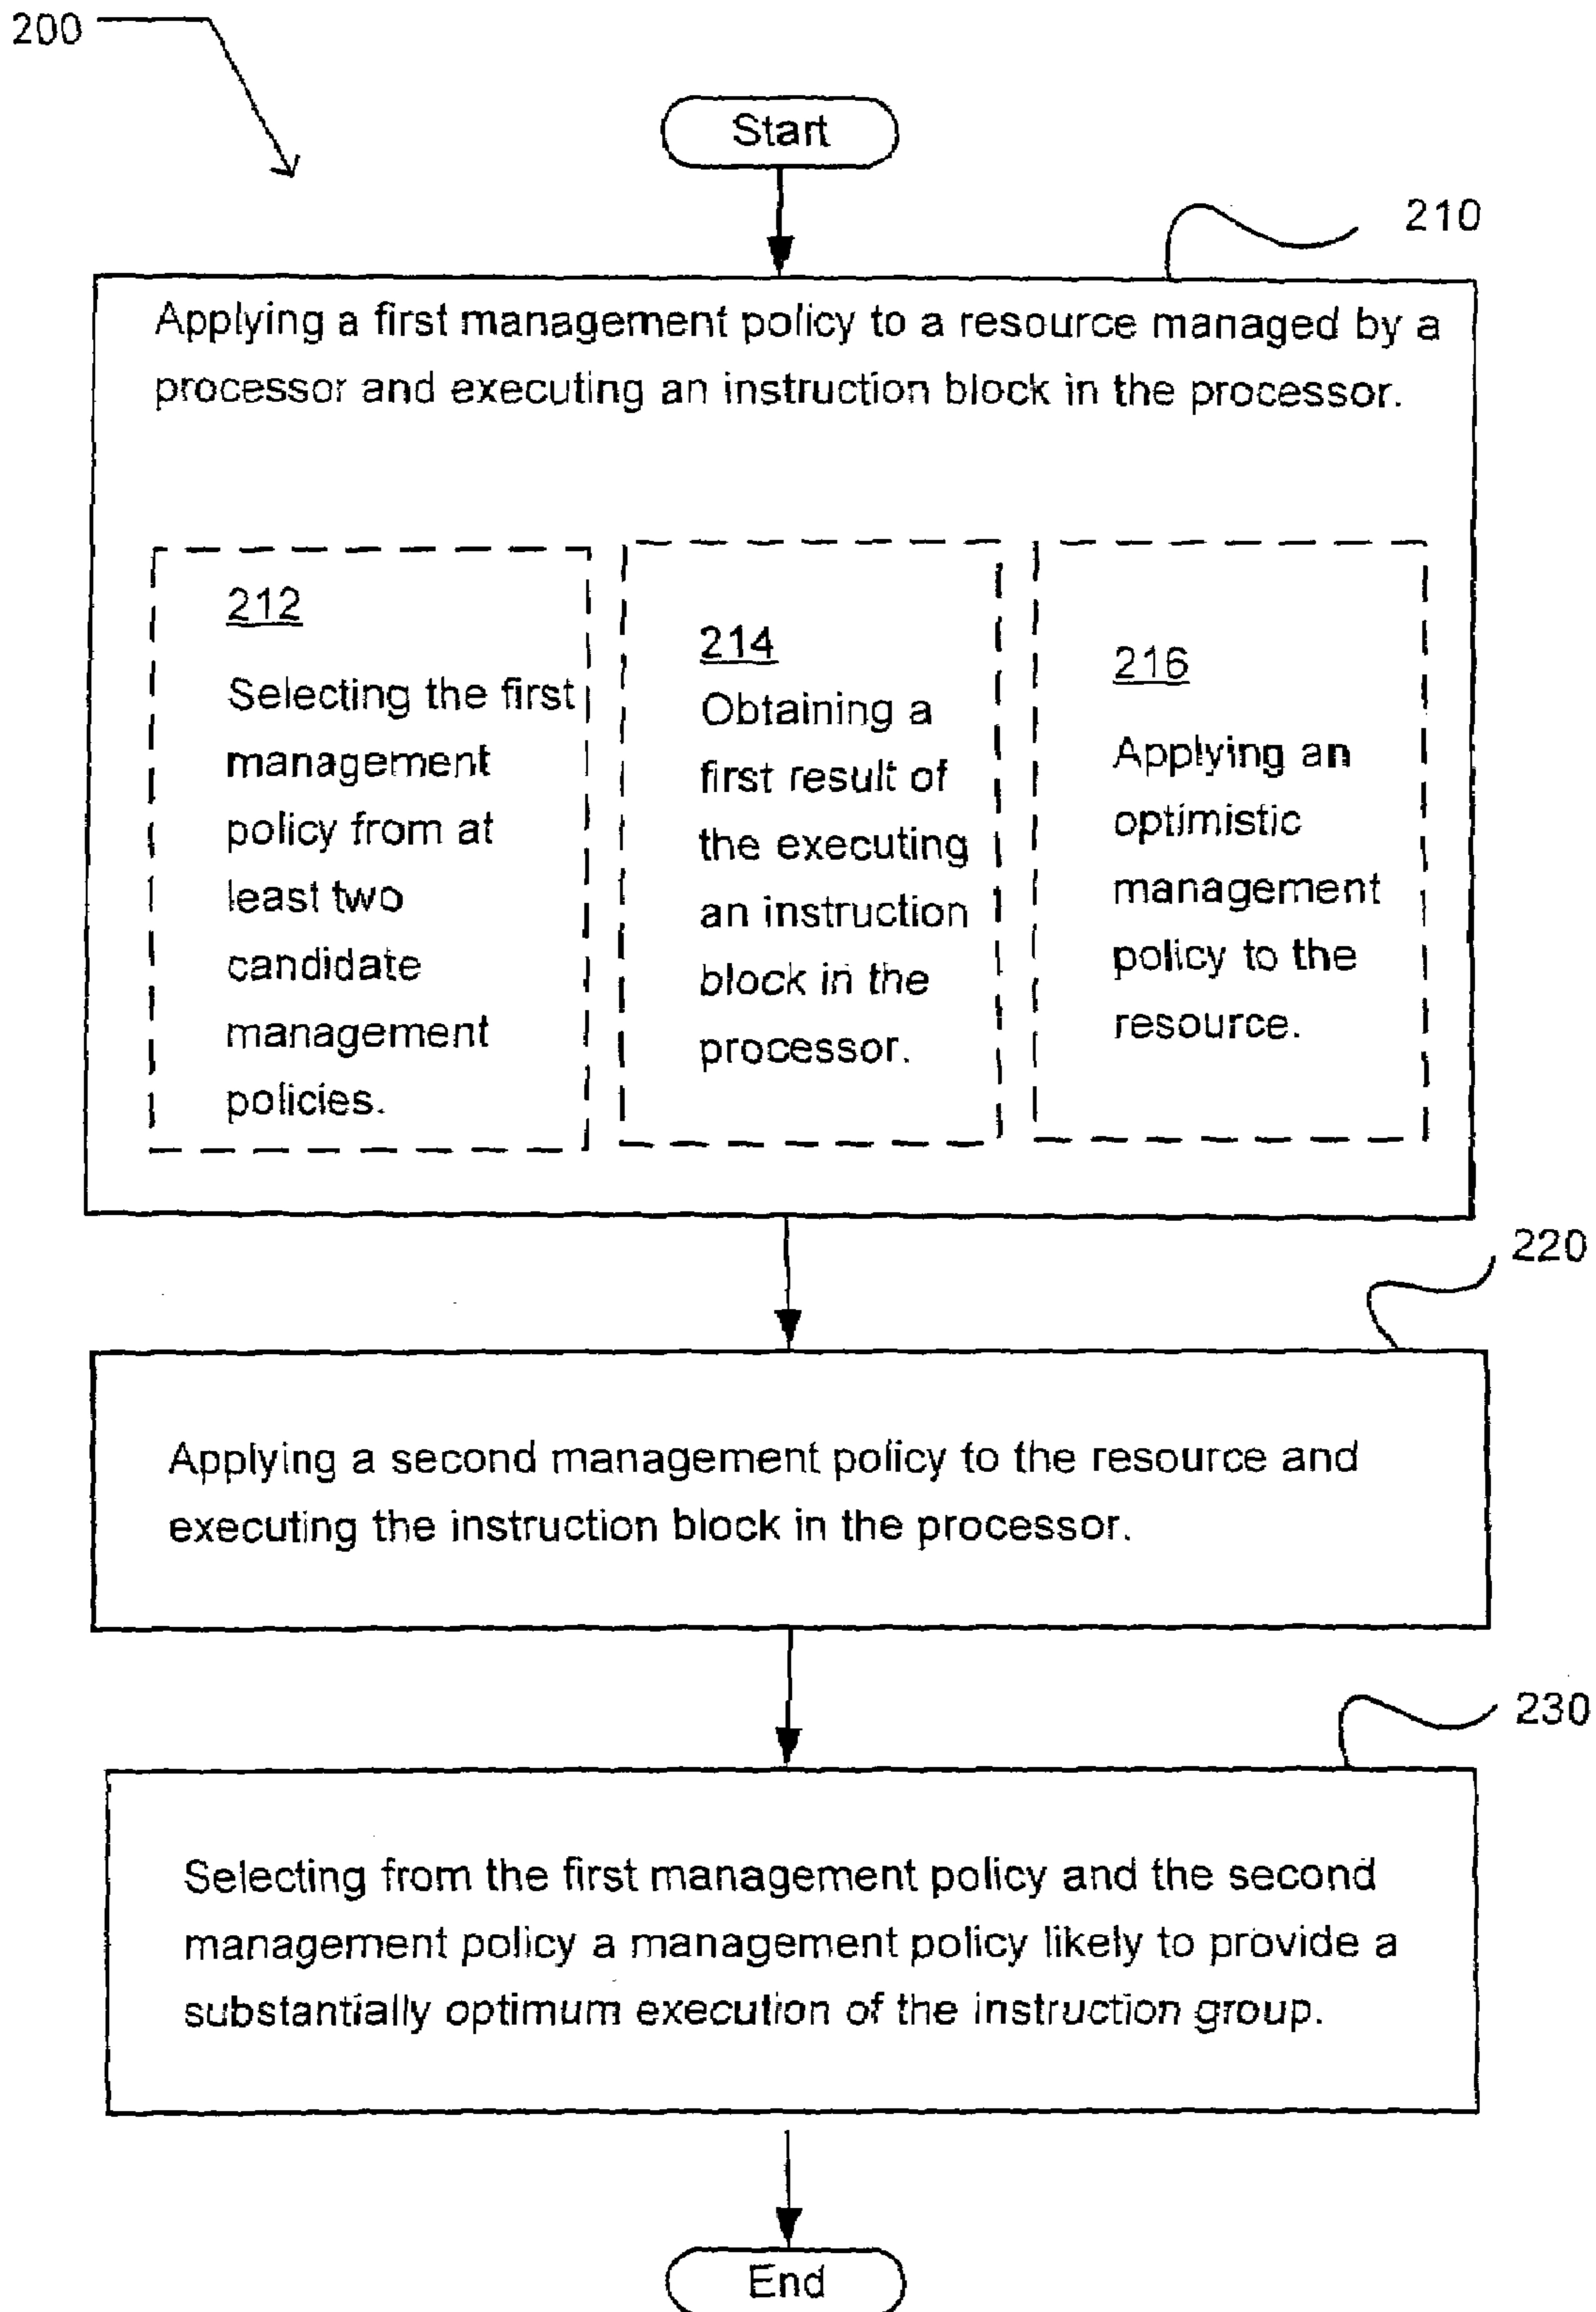 200
Start
210
Applying a first management policy to a resource managed by a
processor and executing an instruction block in the processor.
212
Selecting the first
management
policy from at
least two
candidate
management
policies.
214
Obtaining a
first result of
the executing
an instruction
block in the
processor.
216
Applying an
optimistic
management
policy to the
resource.
220
Applying a second management policy to the resource and
executing the instruction block in the processor.
230
Selecting from the first management policy and the second
management policy a management policy likely to provide a
substantially optimum execution of the instruction group.
End